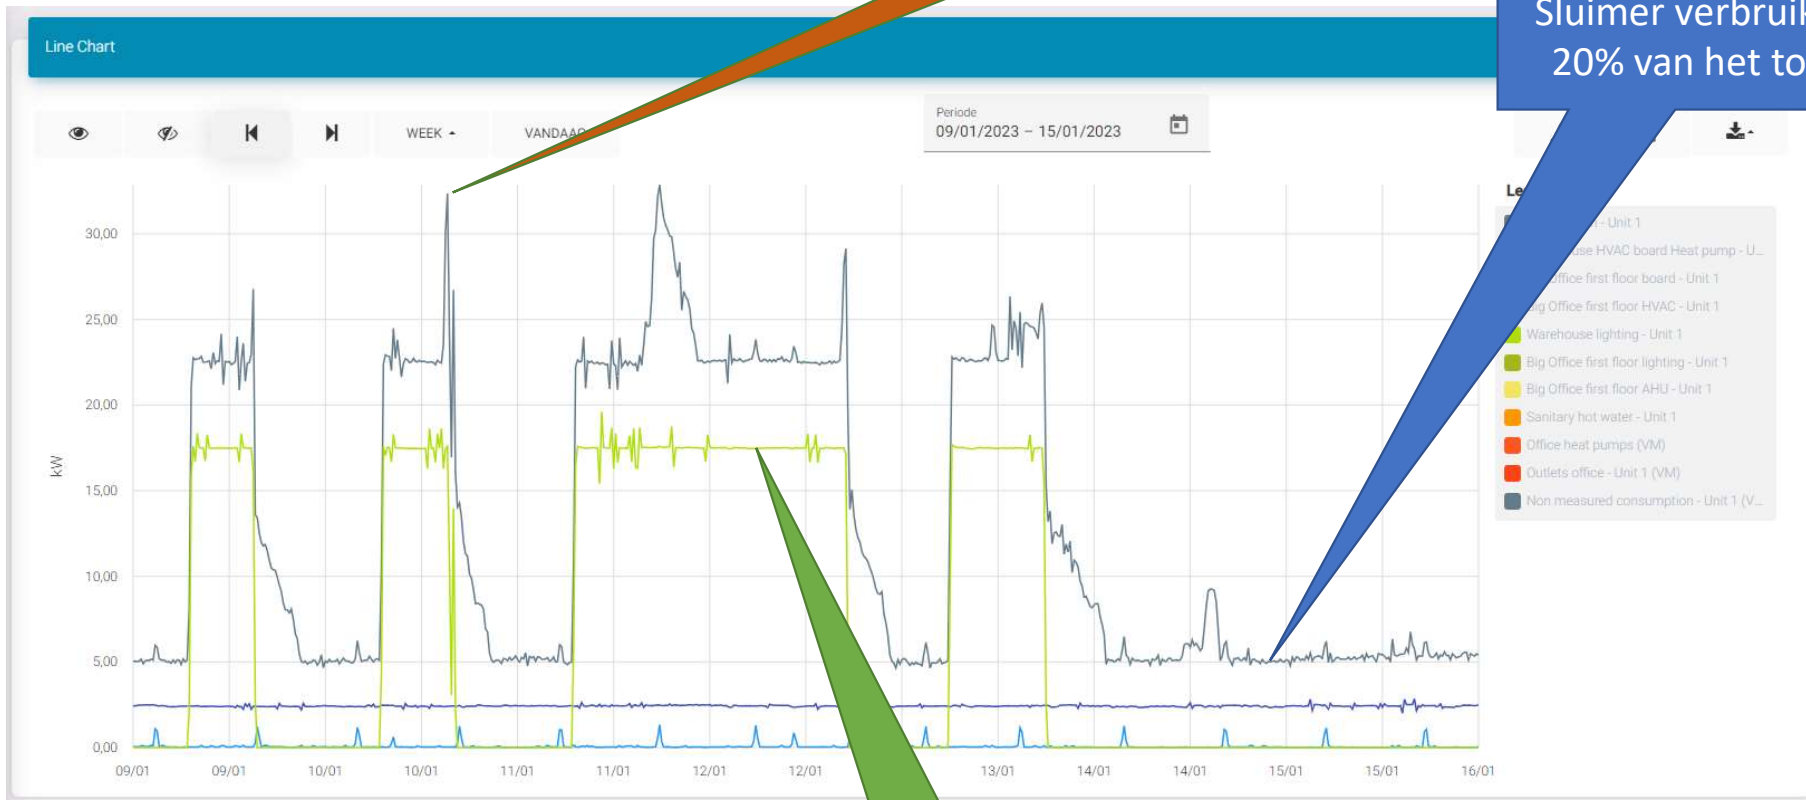 Sluimer verbruik
20% van het to
Line Chart
WEEK
VANDAAG
Periode
09/01/2023 – 15/01/2023
30,00
25,00
20,00
15,00
10,00
5,00
0,00
kW
09/01 09/01 10/01 10/01 11/01 11/01 12/01 12/01 13/01 14/01 14/01 15/01 15/01 16/01
Le
- Unit 1
HVAC board Heat pump - U...
Office first floor board - Unit 1
Big Office first floor HVAC - Unit 1
Warehouse lighting - Unit 1
Big Office first floor lighting - Unit 1
Big Office first floor AHU - Unit 1
Sanitary hot water - Unit 1
Office heat pumps (VM)
Outlets office - Unit 1 (VM)
Non measured consumption - Unit 1 (V...